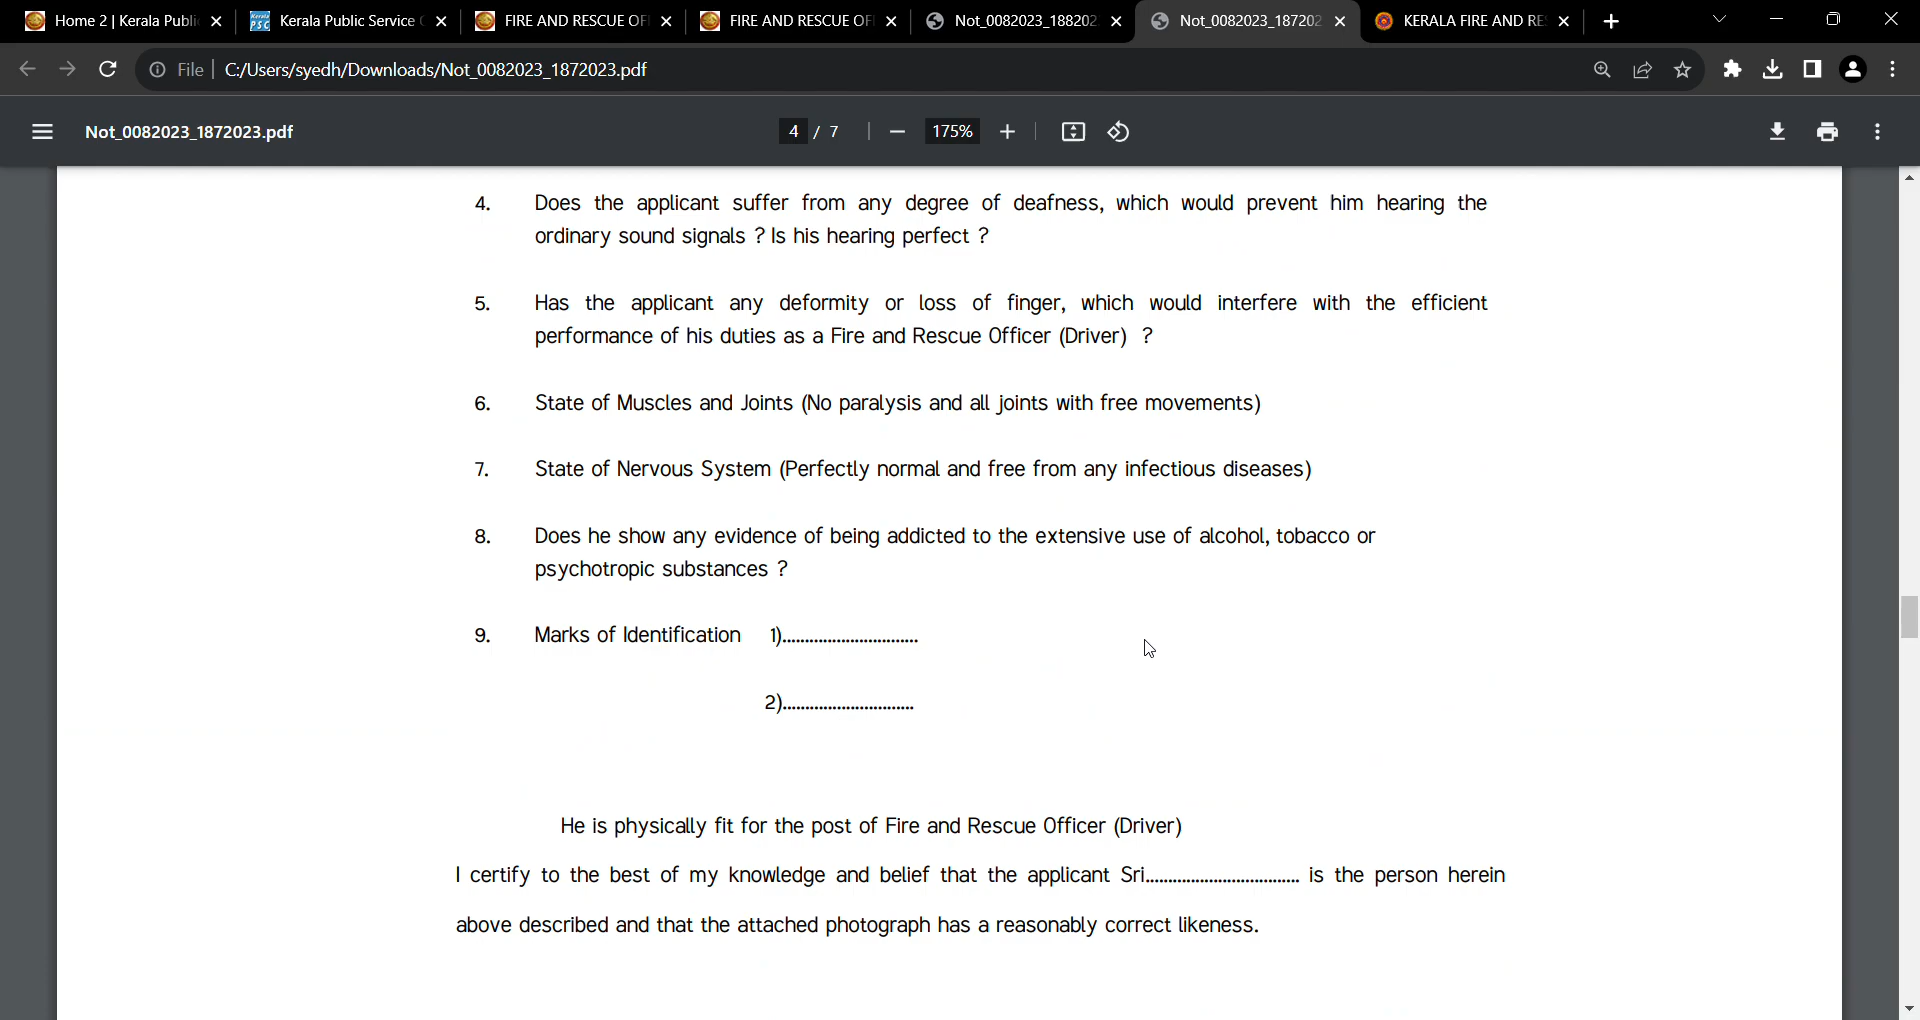 Home 2 | Kerala Publi
Kerala Public Service
FIRE AND RESCUE OF
FIRE AND RESCUE OF
Not_0082023_18820
Not_0082023_18720
KERALA FIRE AND RE
File
C:/Users/syedh/Downloads/Not_0082023_1872023.pdf
Not_0082023_1872023.pdf
4 / 7
175%
4. Does the applicant suffer from any degree of deafness, which would prevent him hearing the
ordinary sound signals ? Is his hearing perfect ?
5. Has the applicant any deformity or loss of finger, which would interfere with the efficient
performance of his duties as a Fire and Rescue Officer (Driver) ?
6. State of Muscles and Joints (No paralysis and all joints with free movements)
7. State of Nervous System (Perfectly normal and free from any infectious diseases)
8. Does he show any evidence of being addicted to the extensive use of alcohol, tobacco or
psychotropic substances ?
9. Marks of Identification 1)..............................
2).............................
He is physically fit for the post of Fire and Rescue Officer (Driver)
I certify to the best of my knowledge and belief that the applicant Sri.................................. is the person herein
above described and that the attached photograph has a reasonably correct likeness.